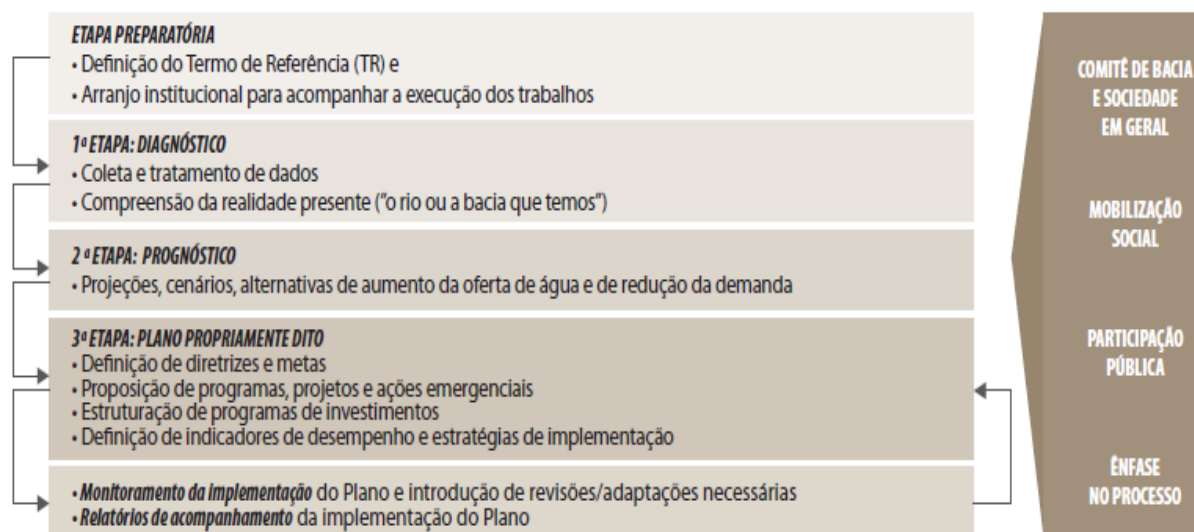 ETAPA PREPARATÓRIA
• Definição do Termo de Referência (TR) e
• Arranjo institucional para acompanhar a execução dos trabalhos
1ª ETAPA: DIAGNÓSTICO
• Coleta e tratamento de dados
• Compreensão da realidade presente ("o rio ou a bacia que temos")
2ª ETAPA: PROGNÓSTICO
• Projeções, cenários, alternativas de aumento da oferta de água e de redução da demanda
3ª ETAPA: PLANO PROPRIAMENTE DITO
• Definição de diretrizes e metas
• Proposição de programas, projetos e ações emergenciais
• Estruturação de programas de investimentos
• Definição de indicadores de desempenho e estratégias de implementação
• Monitoramento da implementação do Plano e introdução de revisões/adaptações necessárias
• Relatórios de acompanhamento da implementação do Plano
COMITÊ DE BACIA
E SOCIEDADE
EM GERAL
MOBILIZAÇÃO
SOCIAL
PARTICIPAÇÃO
PÚBLICA
ÊNFASE
NO PROCESSO